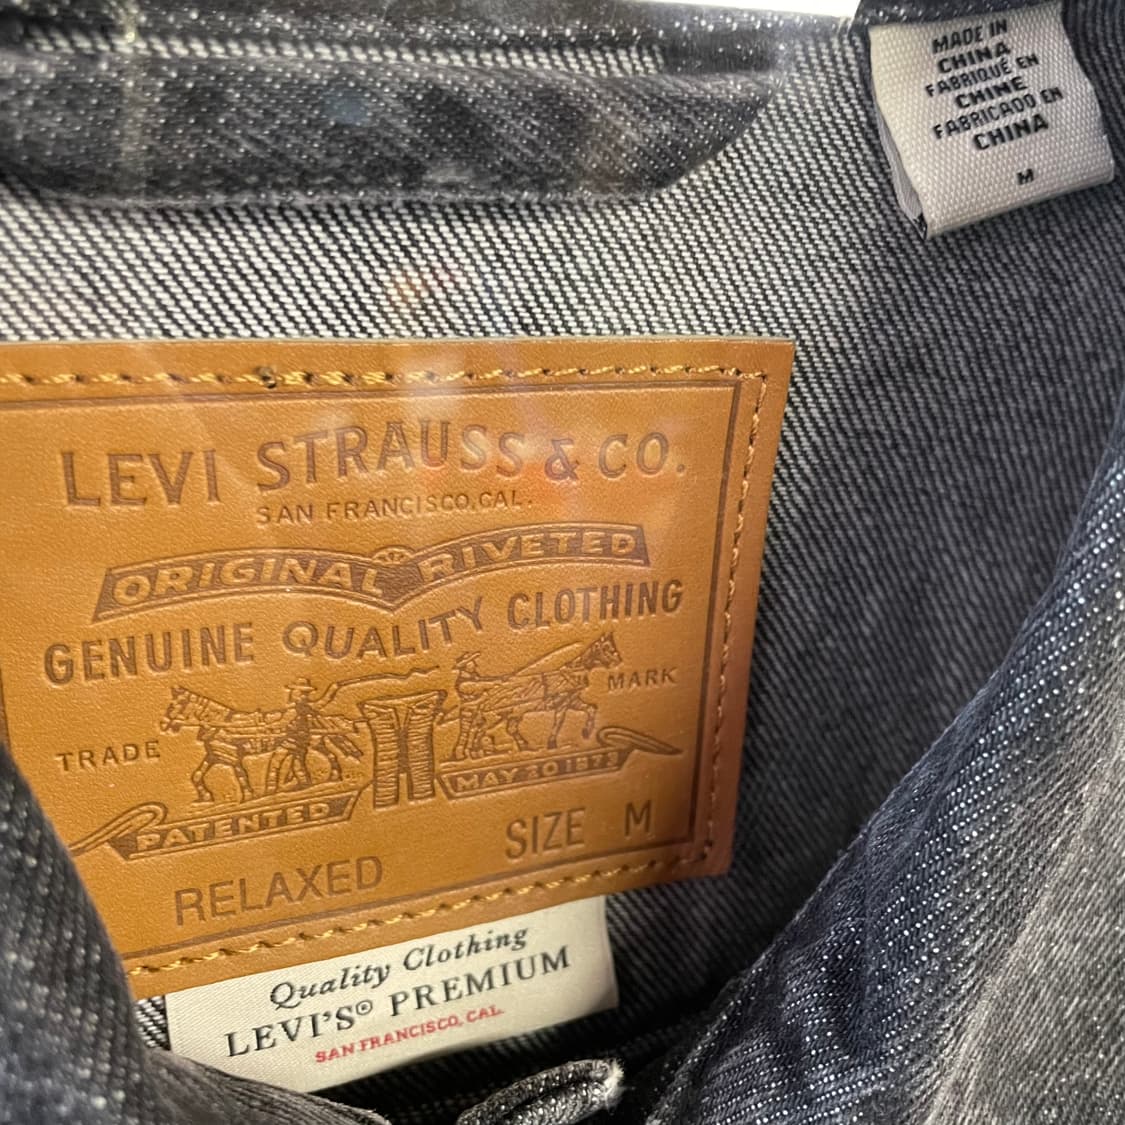 MADE IN
CHINA
FABRIQUÉ EN
CHINE
FABRICADO EN
CHINA
M
LEVI STRAUSS & CO.
SAN FRANCISCO, CAL.
ORIGINAL RIVETED
GENUINE QUALITY CLOTHING
TRADE MARK
PATENTED MAY 20 1873
RELAXED SIZE M
Quality Clothing
LEVI'S® PREMIUM
SAN FRANCISCO, CAL.